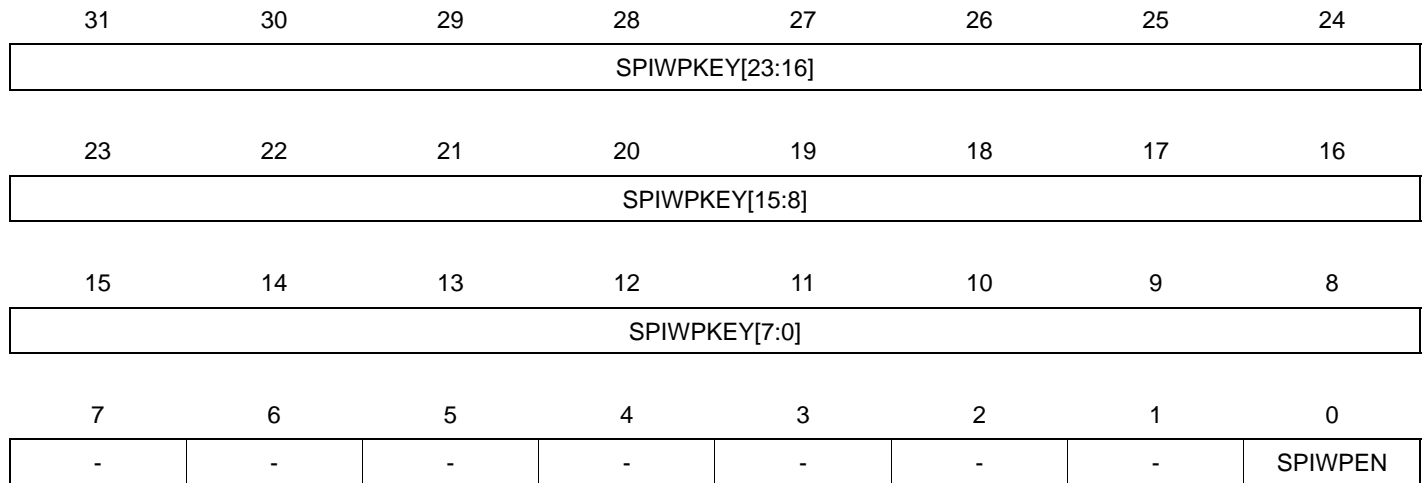 31 30 29 28 27 26 25 24
SPIWPKEY[23:16]
23 22 21 20 19 18 17 16
SPIWPKEY[15:8]
15 14 13 12 11 10 9 8
SPIWPKEY[7:0]
7 6 5 4 3 2 1 0
- - - - - - - SPIWPEN